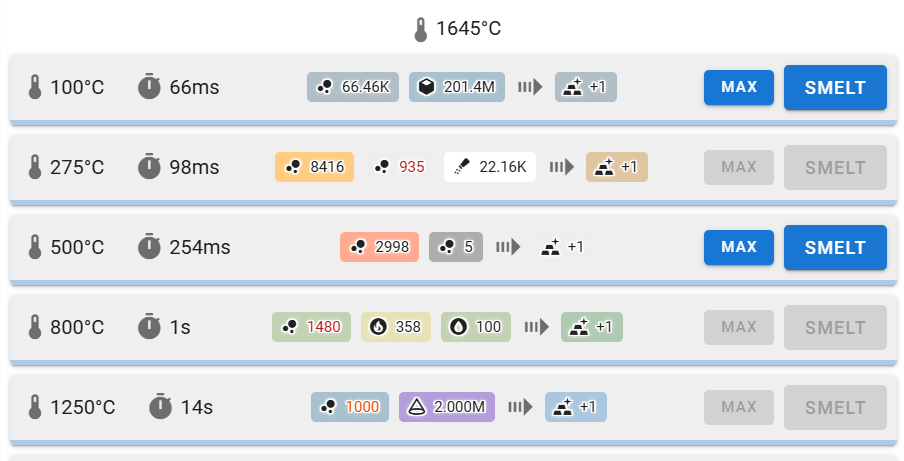 1645°C
100°C 66ms 66.46K 201.4M +1 MAX SMELT
275°C 98ms 8416 935 22.16K +1 MAX SMELT
500°C 254ms 2998 5 +1 MAX SMELT
800°C 1s 1480 358 100 +1 MAX SMELT
1250°C 14s 1000 2.000M +1 MAX SMELT